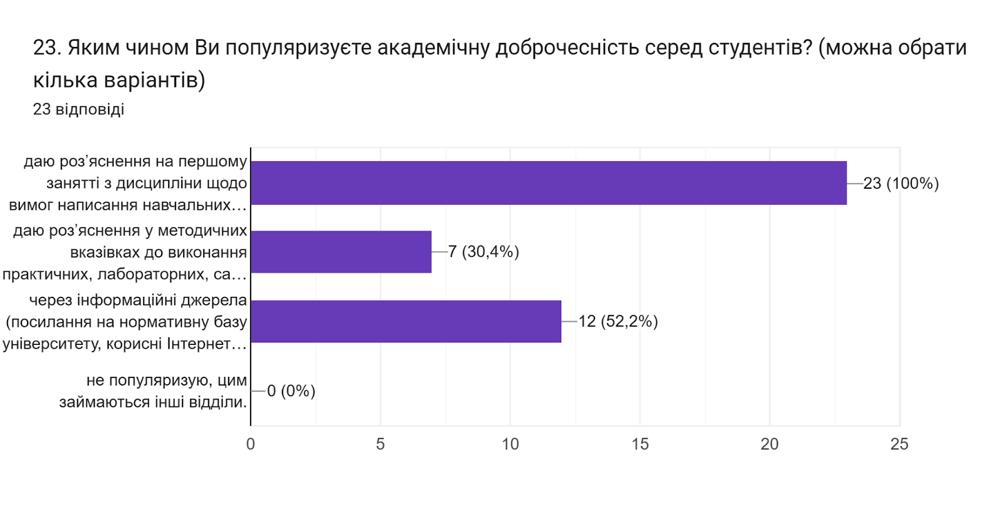 23. Яким чином Ви популяризуєте академічну доброчесність серед студентів? (можна обрати
кілька варіантів)
23 відповіді
даю роз’яснення на першому
занятті з дисципліни щодо
вимог написання навчальних…
23 (100%)
даю роз’яснення у методичних
вказівках до виконання
практичних, лабораторних, са…
7 (30,4%)
через інформаційні джерела
(посилання на нормативну базу
університету, корисні Інтернет…
12 (52,2%)
не популяризую, цим
займаються інші відділи.
0 (0%)
0 5 10 15 20 25